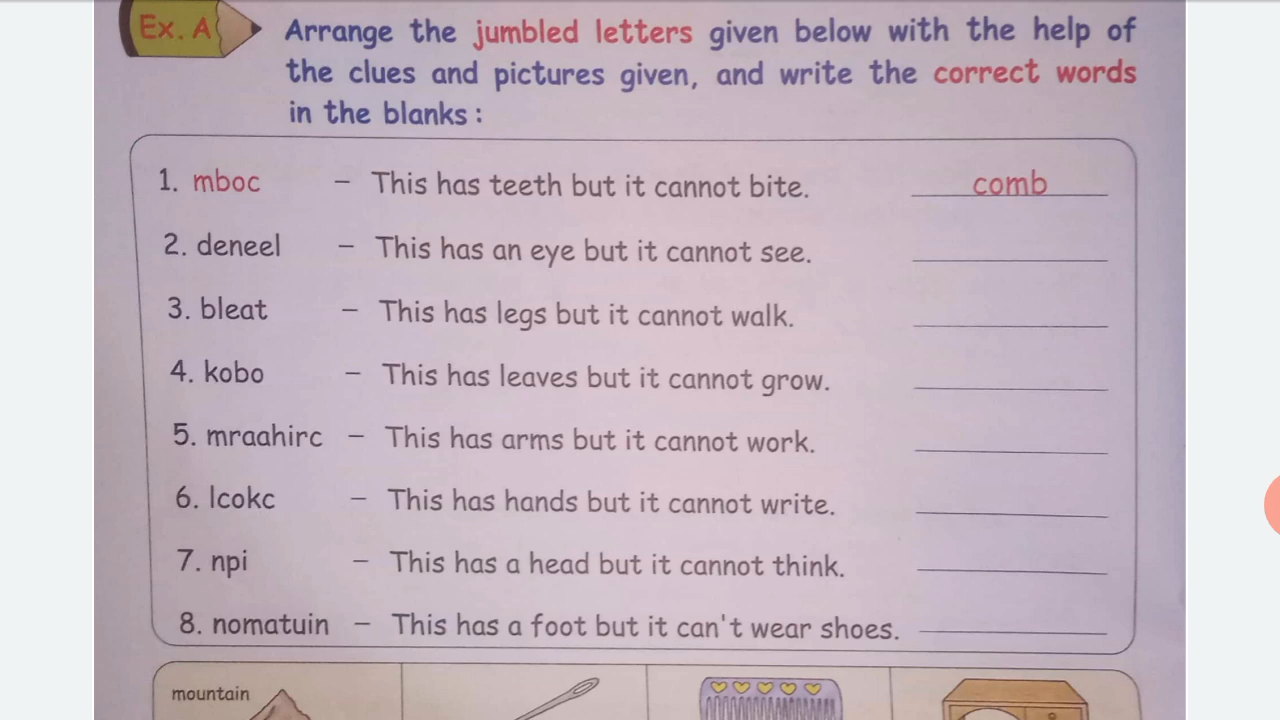 Ex. A
Arrange the jumbled letters given below with the help of
the clues and pictures given, and write the correct words
in the blanks :
1. mboc – This has teeth but it cannot bite. comb
2. deneel – This has an eye but it cannot see.
3. bleat – This has legs but it cannot walk.
4. kobo – This has leaves but it cannot grow.
5. mraahirc – This has arms but it cannot work.
6. lcokc – This has hands but it cannot write.
7. npi – This has a head but it cannot think.
8. nomatuin – This has a foot but it can't wear shoes.
mountain